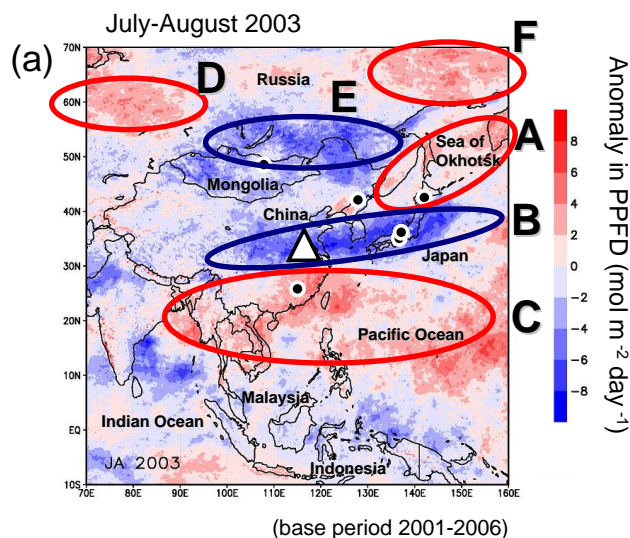 July-August 2003
(a)
70N
60N
50N
40N
30N
20N
10N
EQ
10S
70E
80E
90E
100E
110E
120E
130E
140E
150E
160E
D
Russia
F
E
A
Sea of
Okhotsk
Mongolia
China
B
Japan
C
Pacific Ocean
Malaysja
Indian Ocean
Indonesia
JA 2003
(base period 2001-2006)
8
6
4
2
0
−2
−4
−6
−8
Anomaly in PPFD (mol m⁻² day⁻¹)